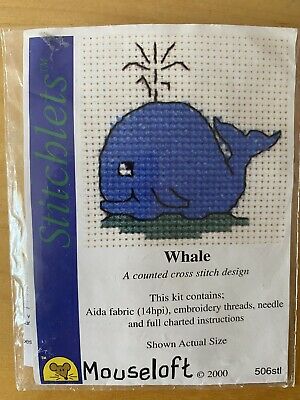 Stitchlets™
Whale
A counted cross stitch design
This kit contains;
Aida fabric (14hpi), embroidery threads, needle
and full charted instructions
Shown Actual Size
Mouseloft © 2000
506stl